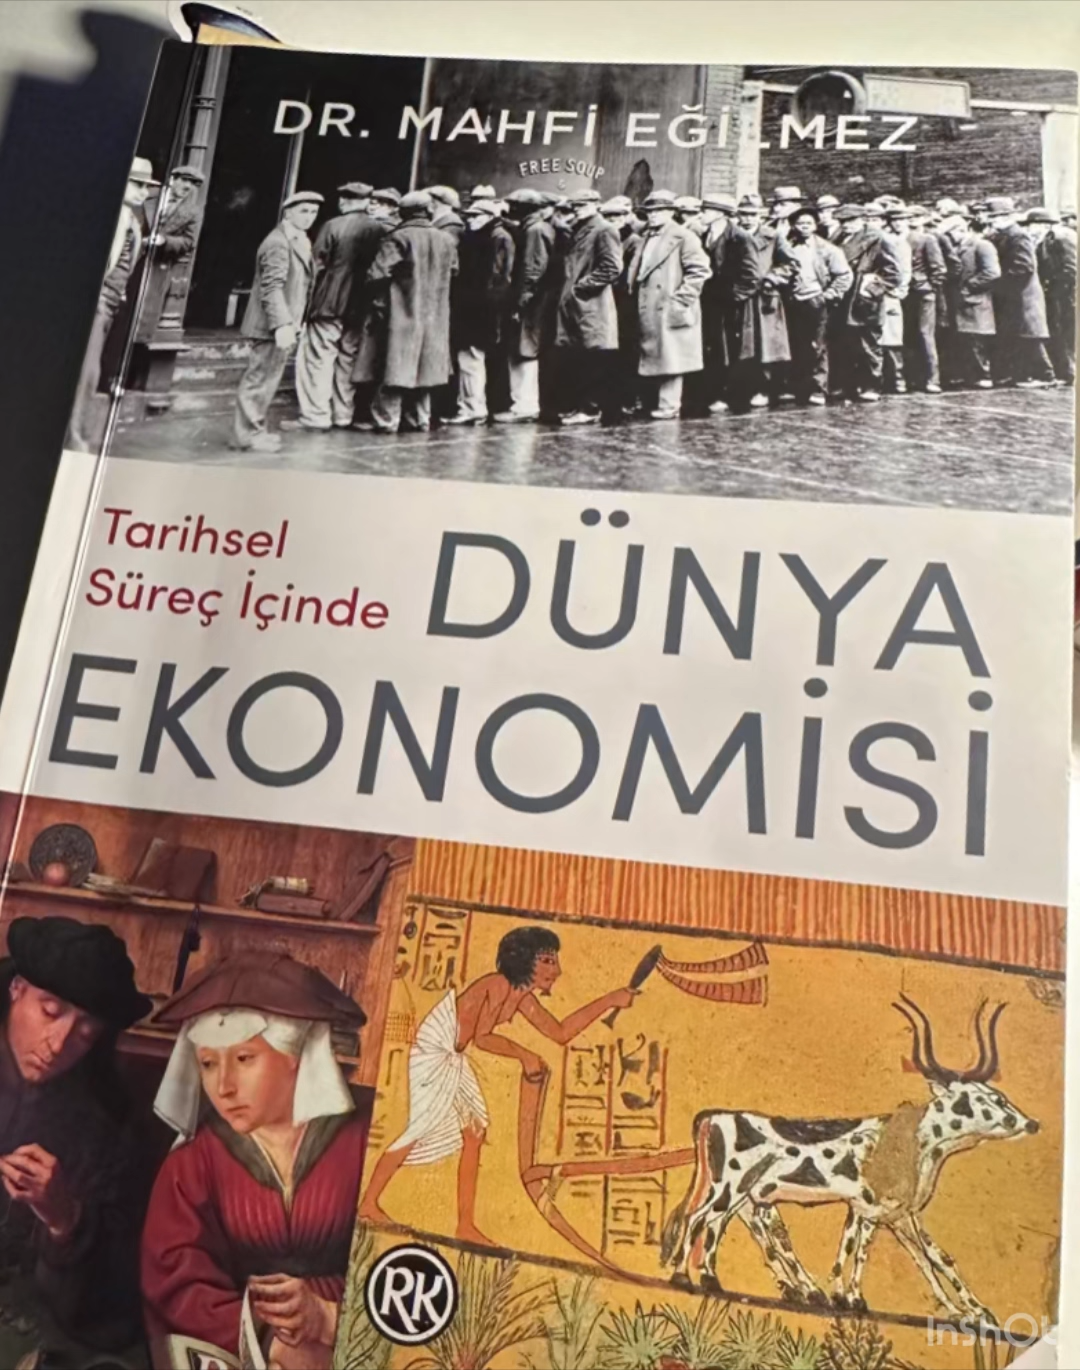 DR. MAHFİ EĞİLMEZ
FREE SOUP
Tarihsel
Süreç İçinde
DÜNYA
EKONOMİSİ
RK
InShOt